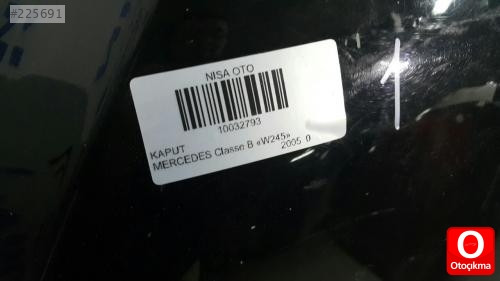 #225691
NISA OTO
10032793
KAPUT
MERCEDES Classe B «W245»
2005 0
O
Otoçıkma